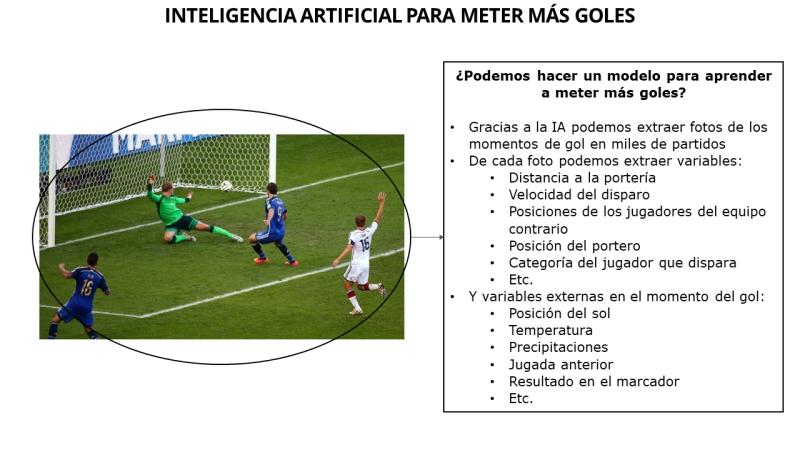 INTELIGENCIA ARTIFICIAL PARA METER MÁS GOLES
¿Podemos hacer un modelo para aprender
a meter más goles?
• Gracias a la IA podemos extraer fotos de los
momentos de gol en miles de partidos
• De cada foto podemos extraer variables:
• Distancia a la portería
• Velocidad del disparo
• Posiciones de los jugadores del equipo
contrario
• Posición del portero
• Categoría del jugador que dispara
• Etc.
• Y variables externas en el momento del gol:
• Posición del sol
• Temperatura
• Precipitaciones
• Jugada anterior
• Resultado en el marcador
• Etc.
16
16